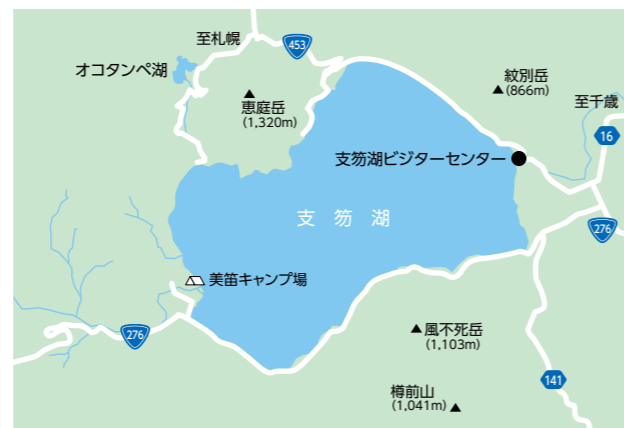 至札幌
453
オコタンペ湖
恵庭岳
(1,320m)
紋別岳
(866m)
至千歳
16
支笏湖ビジターセンター
276
支笏湖
美笛キャンプ場
276
風不死岳
(1,103m)
141
樽前山
(1,041m)